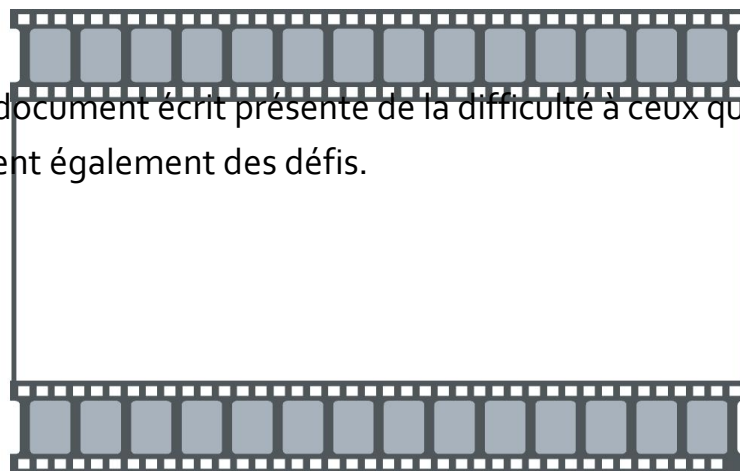 document écrit présente de la difficulté à ceux qu
ent également des défis.